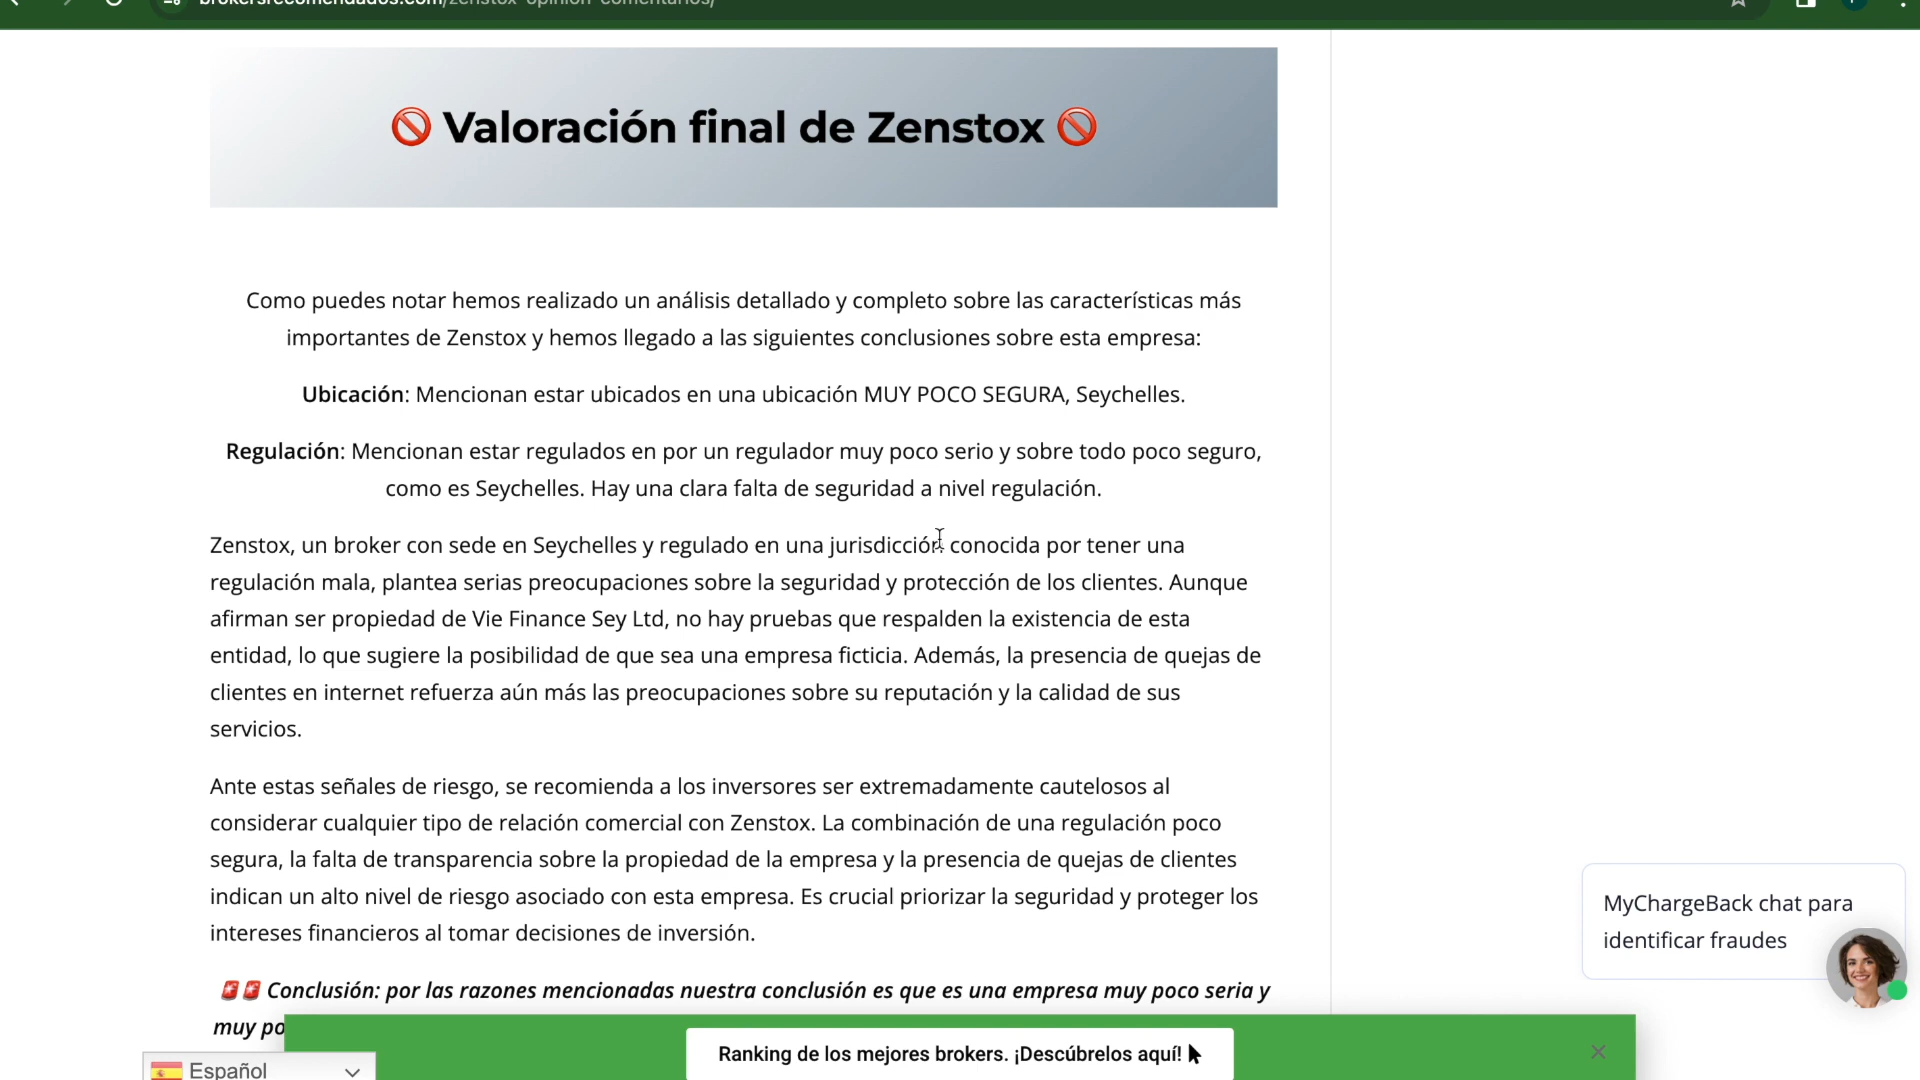 brokersrecomendados.com/zenstox-opinion-comentarios/
🚫 Valoración final de Zenstox 🚫
Como puedes notar hemos realizado un análisis detallado y completo sobre las características más
importantes de Zenstox y hemos llegado a las siguientes conclusiones sobre esta empresa:
Ubicación: Mencionan estar ubicados en una ubicación MUY POCO SEGURA, Seychelles.
Regulación: Mencionan estar regulados en por un regulador muy poco serio y sobre todo poco seguro,
como es Seychelles. Hay una clara falta de seguridad a nivel regulación.
Zenstox, un broker con sede en Seychelles y regulado en una jurisdicción conocida por tener una
regulación mala, plantea serias preocupaciones sobre la seguridad y protección de los clientes. Aunque
afirman ser propiedad de Vie Finance Sey Ltd, no hay pruebas que respalden la existencia de esta
entidad, lo que sugiere la posibilidad de que sea una empresa ficticia. Además, la presencia de quejas de
clientes en internet refuerza aún más las preocupaciones sobre su reputación y la calidad de sus
servicios.
Ante estas señales de riesgo, se recomienda a los inversores ser extremadamente cautelosos al
considerar cualquier tipo de relación comercial con Zenstox. La combinación de una regulación poco
segura, la falta de transparencia sobre la propiedad de la empresa y la presencia de quejas de clientes
indican un alto nivel de riesgo asociado con esta empresa. Es crucial priorizar la seguridad y proteger los
intereses financieros al tomar decisiones de inversión.
🚨🚨 Conclusión: por las razones mencionadas nuestra conclusión es que es una empresa muy poco seria y
muy po
MyChargeBack chat para
identificar fraudes
Ranking de los mejores brokers. ¡Descúbrelos aquí!
Español